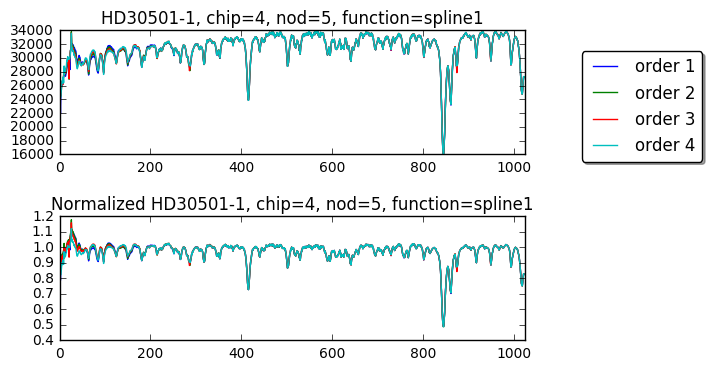 HD30501-1, chip=4, nod=5, function=spline1
34000
32000
30000
28000
26000
24000
22000
20000
18000
16000
0 200 400 600 800 1000
order 1
order 2
order 3
order 4
Normalized HD30501-1, chip=4, nod=5, function=spline1
1.2
1.1
1.0
0.9
0.8
0.7
0.6
0.5
0.4
0 200 400 600 800 1000